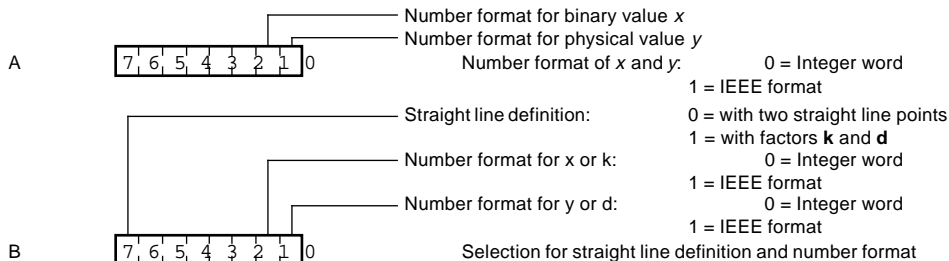 Number format for binary value x
Number format for physical value y
A 7 6 5 4 3 2 1 0 Number format of x and y: 0 = Integer word
1 = IEEE format
Straight line definition: 0 = with two straight line points
1 = with factors k and d
Number format for x or k: 0 = Integer word
1 = IEEE format
Number format for y or d: 0 = Integer word
1 = IEEE format
B 7 6 5 4 3 2 1 0 Selection for straight line definition and number format